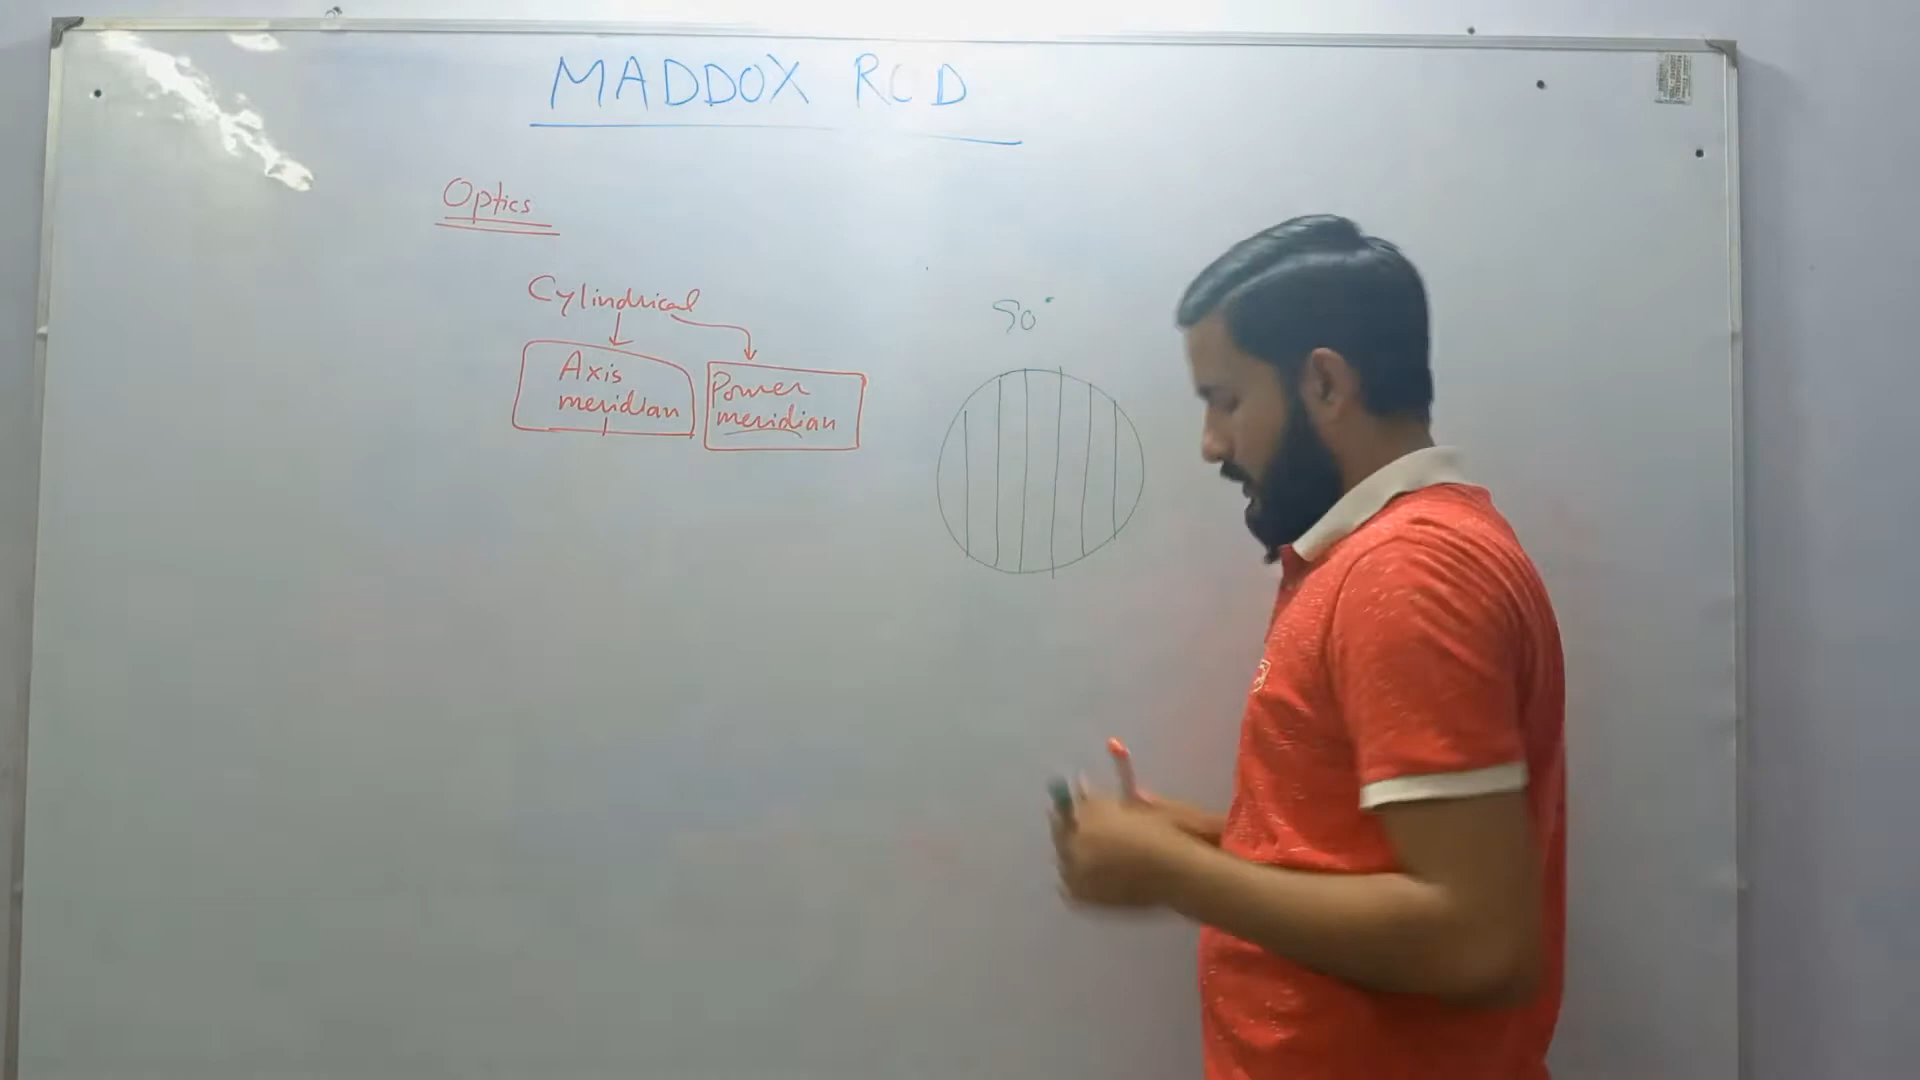 MADDOX ROD
Optics
Cylindrical
Axis
meridian
Power
meridian
90°